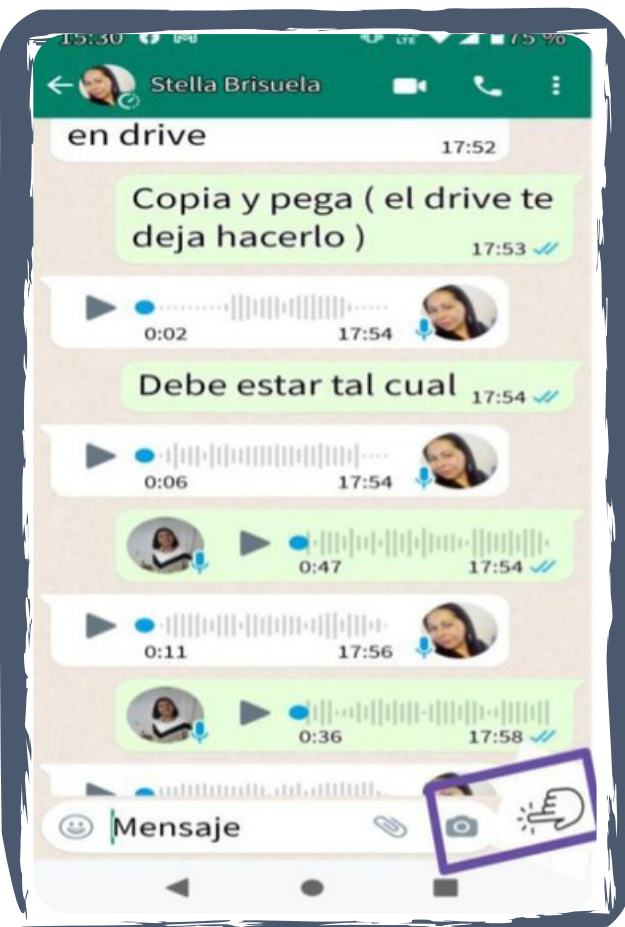 15:30 LTE 75 %
Stella Brisuela
en drive
17:52
Copia y pega ( el drive te
deja hacerlo )
17:53
0:02 17:54
Debe estar tal cual 17:54
0:06 17:54
0:47 17:54
0:11 17:56
0:36 17:58
Mensaje